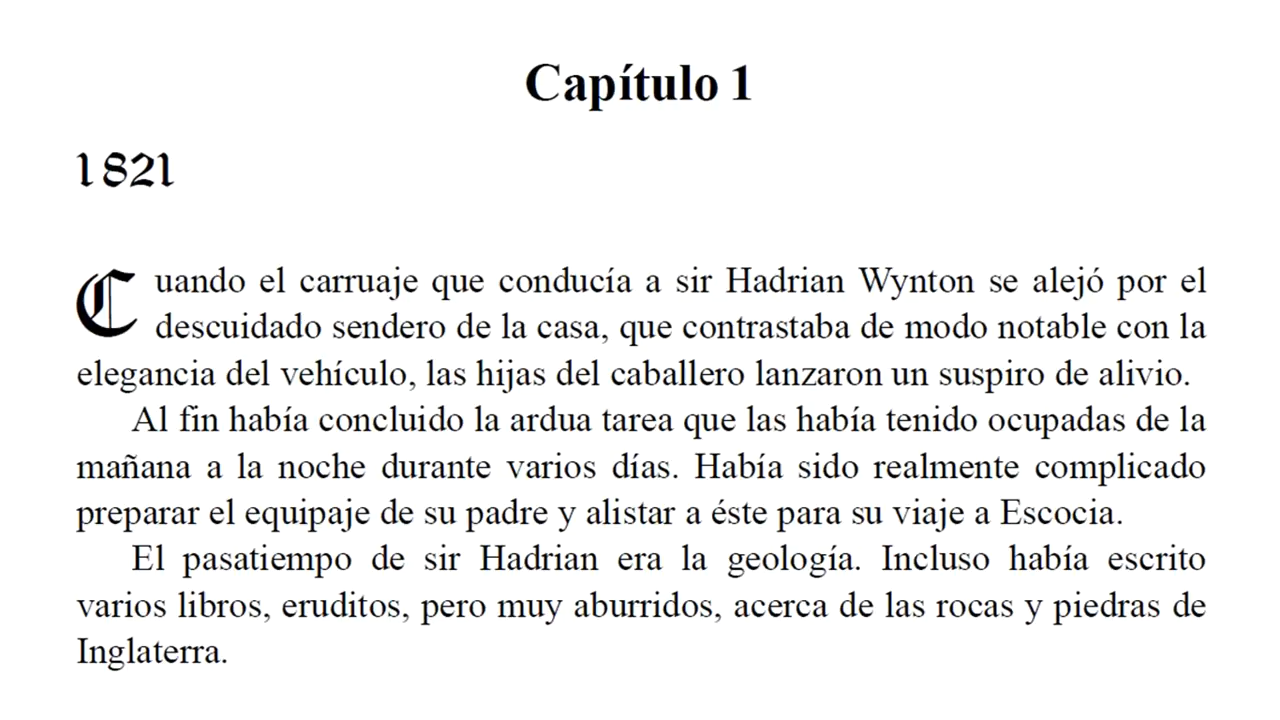 Capítulo 1
1821
Cuando el carruaje que conducía a sir Hadrian Wynton se alejó por el
descuidado sendero de la casa, que contrastaba de modo notable con la
elegancia del vehículo, las hijas del caballero lanzaron un suspiro de alivio.
Al fin había concluido la ardua tarea que las había tenido ocupadas de la
mañana a la noche durante varios días. Había sido realmente complicado
preparar el equipaje de su padre y alistar a éste para su viaje a Escocia.
El pasatiempo de sir Hadrian era la geología. Incluso había escrito
varios libros, eruditos, pero muy aburridos, acerca de las rocas y piedras de
Inglaterra.